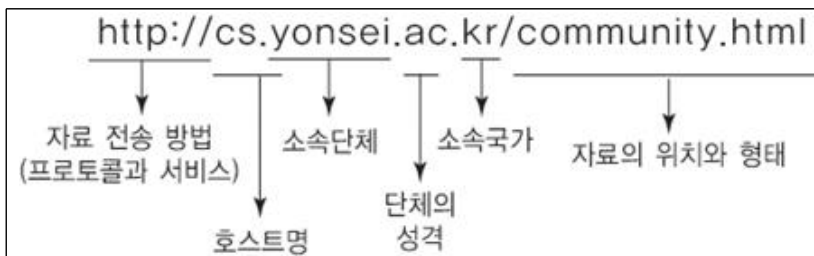 http://cs.yonsei.ac.kr/community.html
자료 전송 방법
(프로토콜과 서비스)
호스트명
소속단체
단체의
성격
소속국가
자료의 위치와 형태